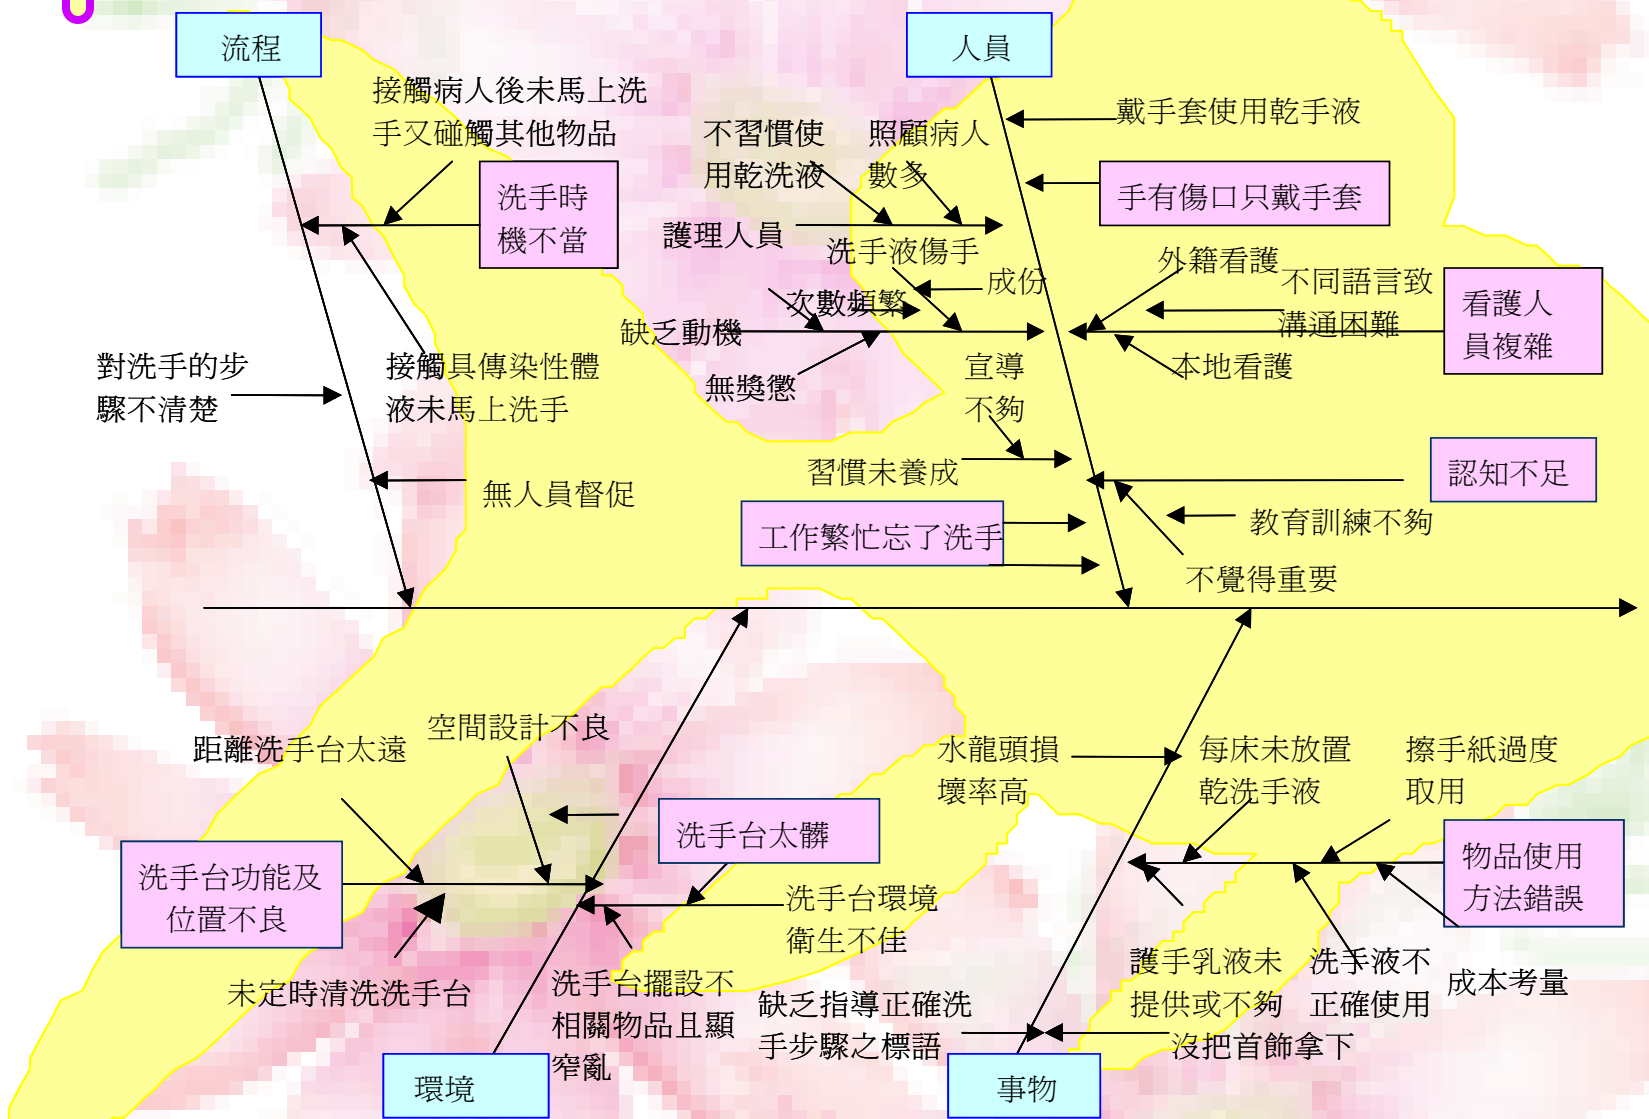 流程
人員
接觸病人後未馬上洗
手又碰觸其他物品
不習慣使
用乾洗液
照顧病人
數多
戴手套使用乾手液
洗手時
機不當
手有傷口只戴手套
護理人員
洗手液傷手
成份
次數頻繁
外籍看護
不同語言致
溝通困難
看護人
員複雜
缺乏動機
本地看護
無獎懲
對洗手的步
驟不清楚
接觸具傳染性體
液未馬上洗手
宣導
不夠
習慣未養成
認知不足
無人員督促
工作繁忙忘了洗手
教育訓練不夠
不覺得重要
距離洗手台太遠
空間設計不良
水龍頭損
壞率高
每床未放置
乾洗手液
擦手紙過度
取用
洗手台太髒
洗手台功能及
位置不良
物品使用
方法錯誤
洗手台環境
衛生不佳
未定時清洗洗手台
洗手台擺設不
相關物品且顯
窄亂
缺乏指導正確洗
手步驟之標語
護手乳液未
提供或不夠
洗手液不
正確使用
成本考量
沒把首飾拿下
環境
事物